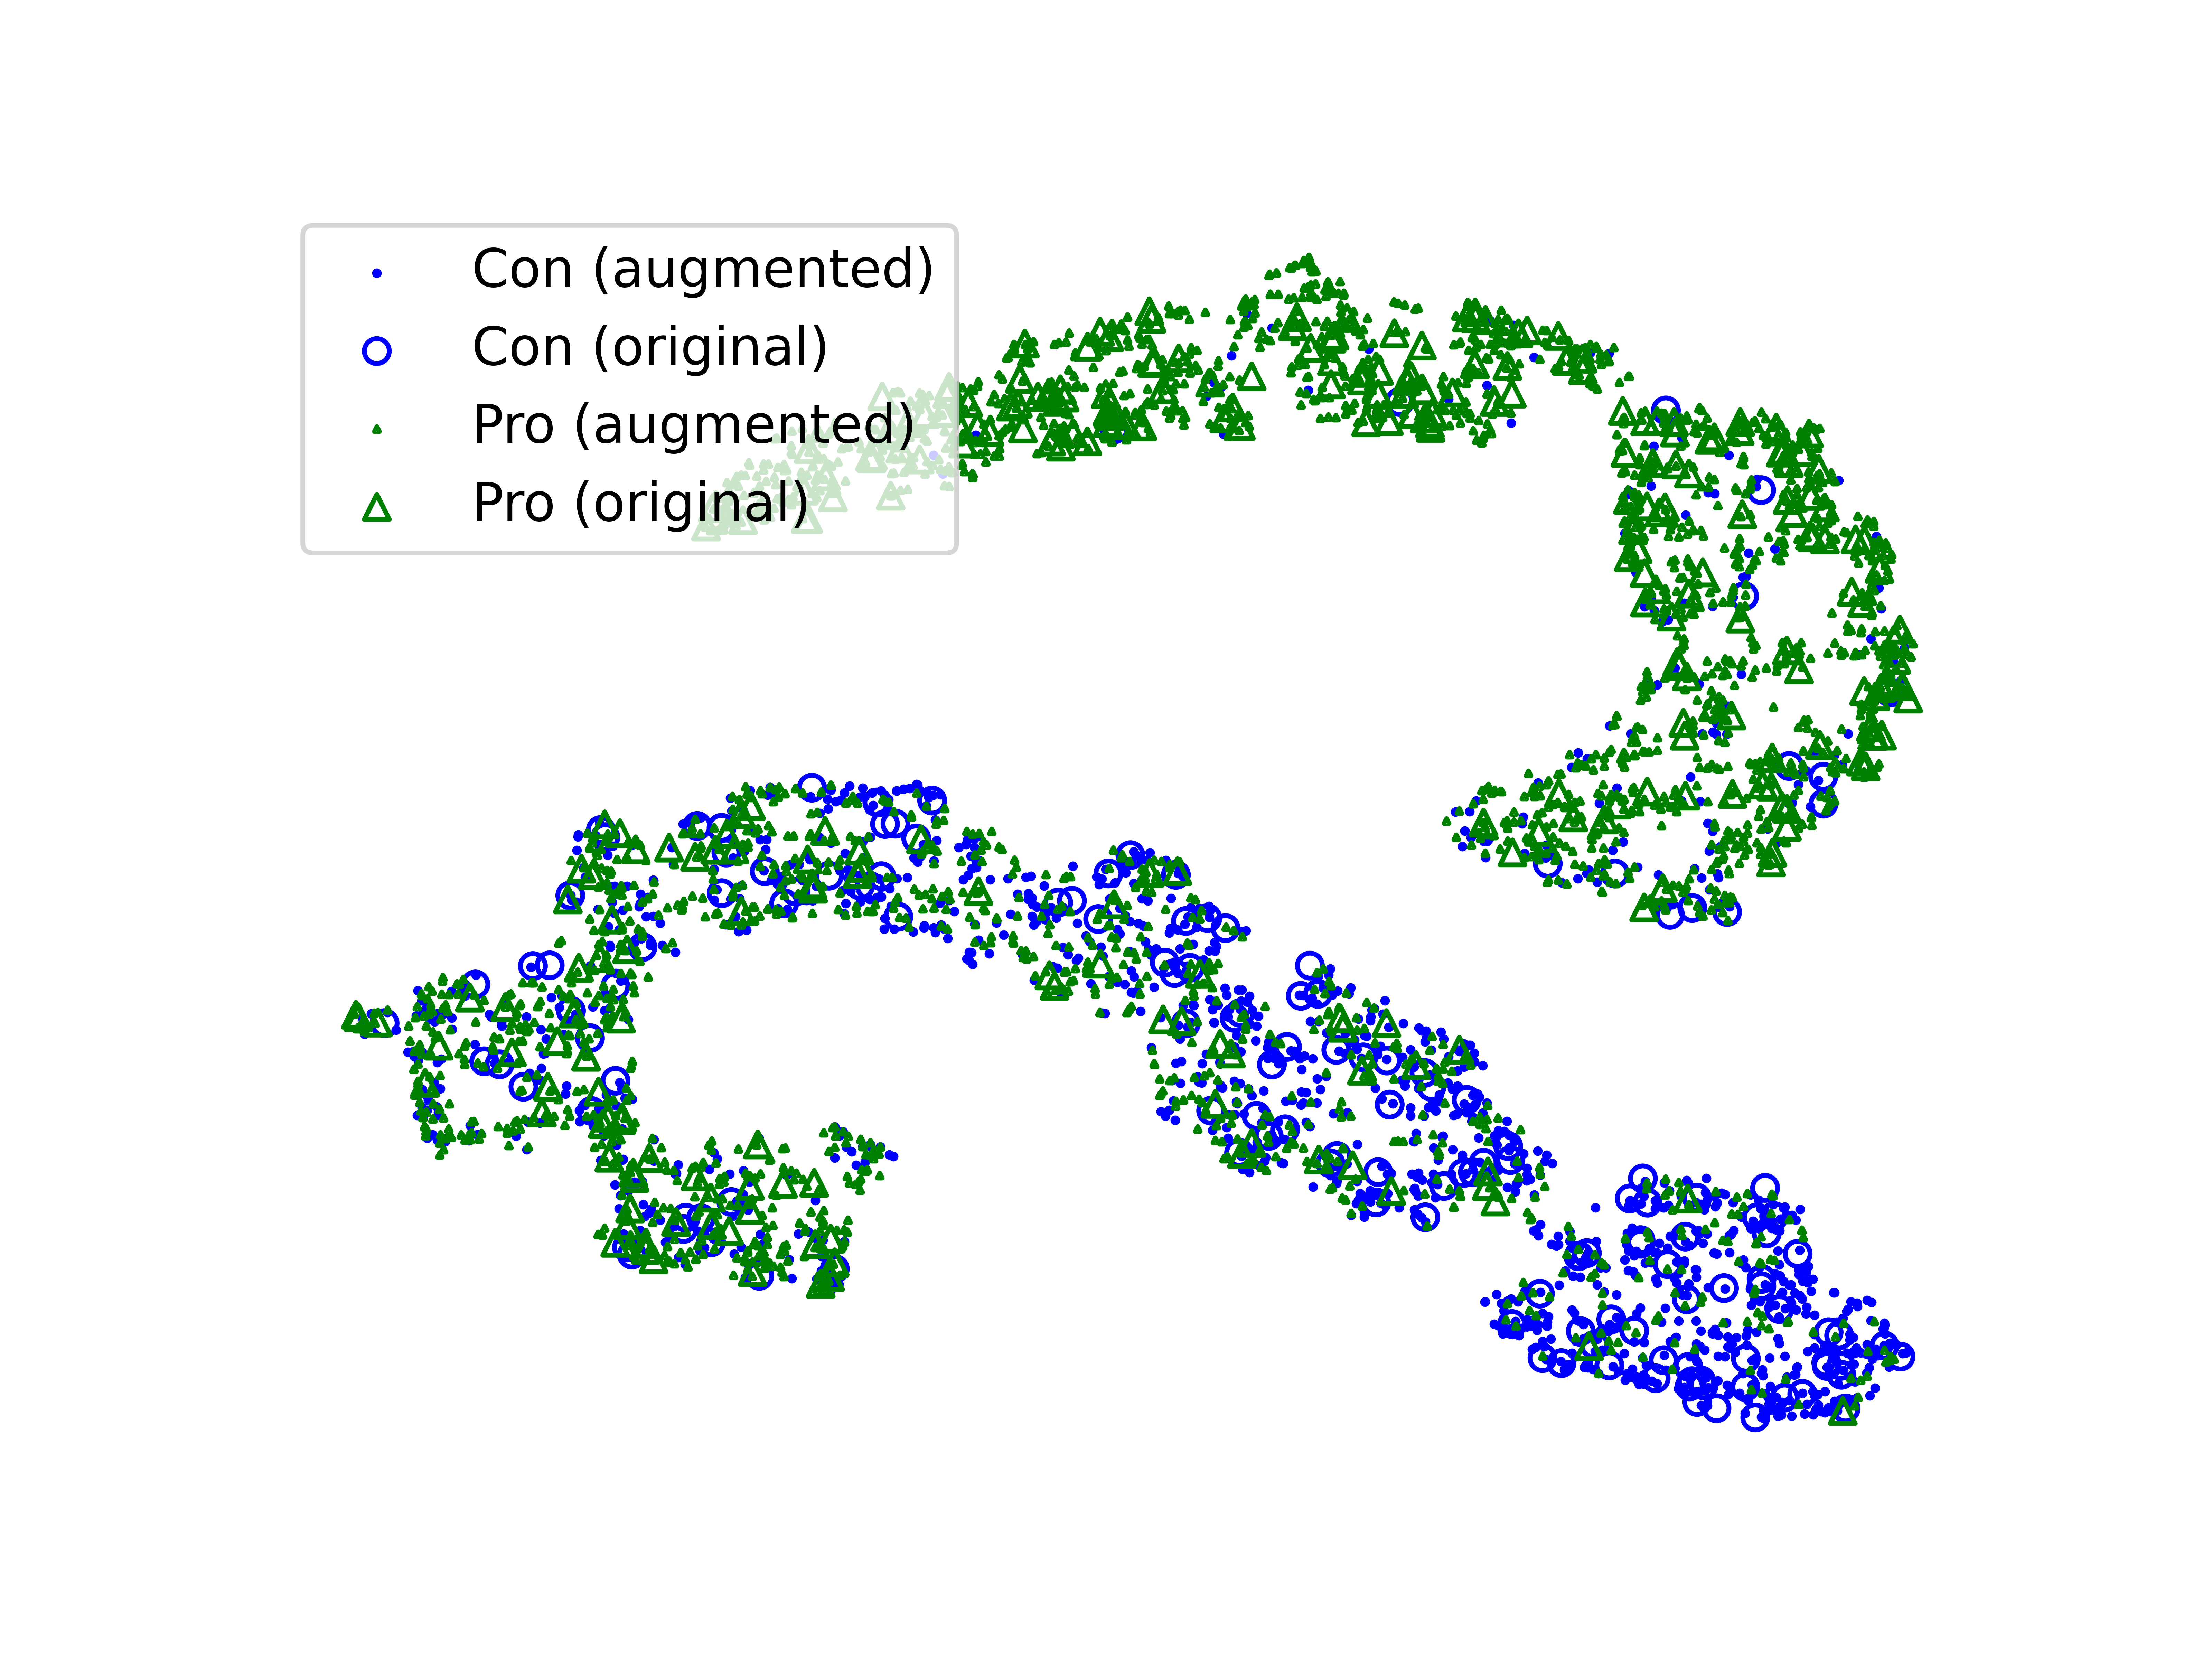 Con (augmented)
Con (original)
Pro (augmented)
Pro (original)